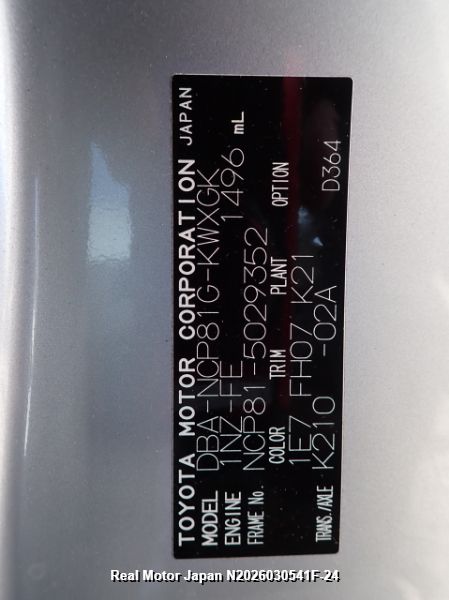 TOYOTA MOTOR CORPORATION JAPAN
MODEL DBA-NCP81G-KWXGK
ENGINE 1NZ-FE 1496 mL
FRAME No. NCP81-5029352
COLOR TRIM PLANT OPTION
1E7 FH07 K21
TRANS./AXLE K210 -02A D364
Real Motor Japan N2026030541F-24